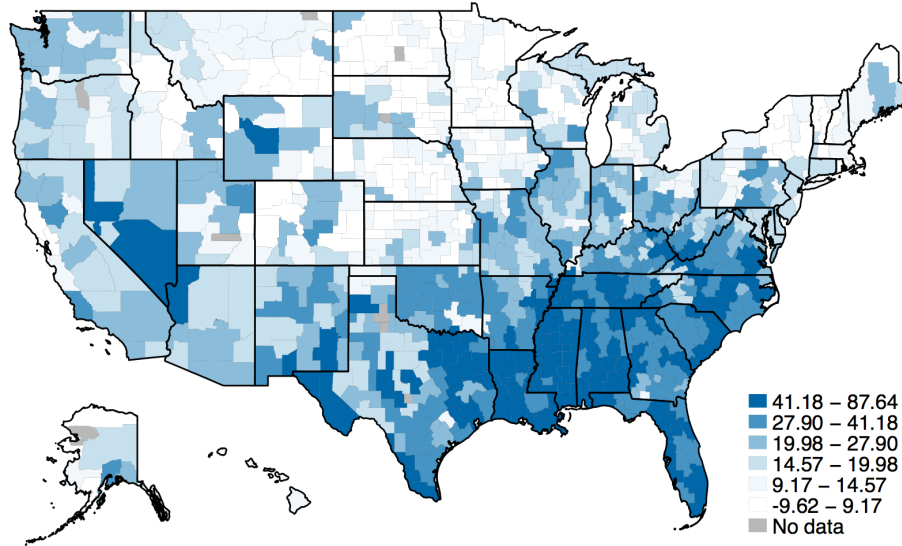 41.18 – 87.64
27.90 – 41.18
19.98 – 27.90
14.57 – 19.98
9.17 – 14.57
-9.62 – 9.17
No data